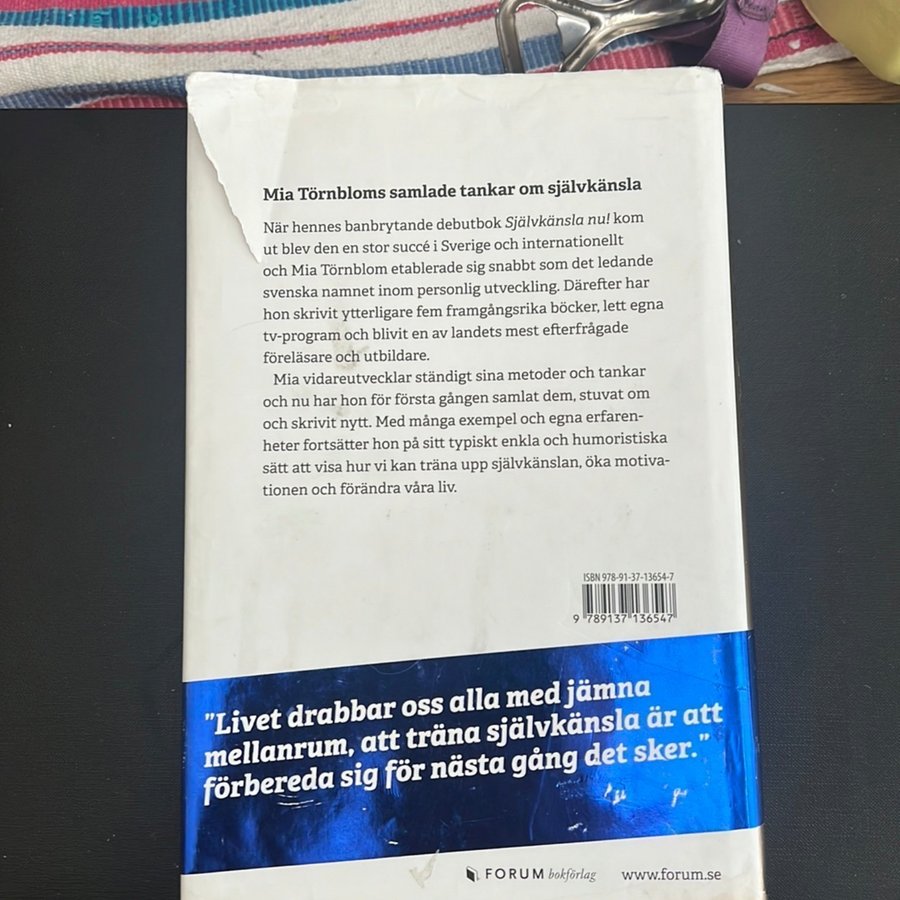 Mia Törnbloms samlade tankar om självkänsla
När hennes banbrytande debutbok Självkänsla nu! kom
ut blev den en stor succé i Sverige och internationellt
och Mia Törnblom etablerade sig snabbt som det ledande
svenska namnet inom personlig utveckling. Därefter har
hon skrivit ytterligare fem framgångsrika böcker, lett egna
tv-program och blivit en av landets mest efterfrågade
föreläsare och utbildare.
Mia vidareutvecklar ständigt sina metoder och tankar
och nu har hon för första gången samlat dem, stuvat om
och skrivit nytt. Med många exempel och egna erfaren-
heter fortsätter hon på sitt typiskt enkla och humoristiska
sätt att visa hur vi kan träna upp självkänslan, öka motiva-
tionen och förändra våra liv.
ISBN 978-91-37-13654-7
9 789137 136547
”Livet drabbar oss alla med jämna
mellanrum, att träna självkänsla är att
förbereda sig för nästa gång det sker.”
FORUM bokförlag www.forum.se